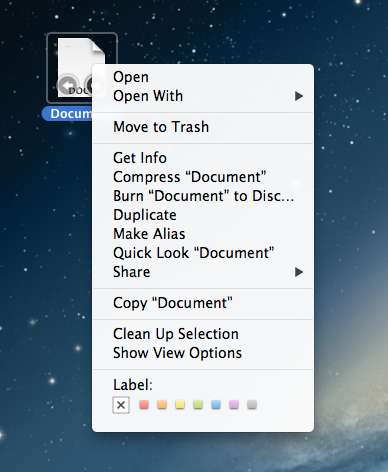 DOC
Docum
Open
Open With
Move to Trash
Get Info
Compress “Document”
Burn “Document” to Disc...
Duplicate
Make Alias
Quick Look “Document”
Share
Copy “Document”
Clean Up Selection
Show View Options
Label: